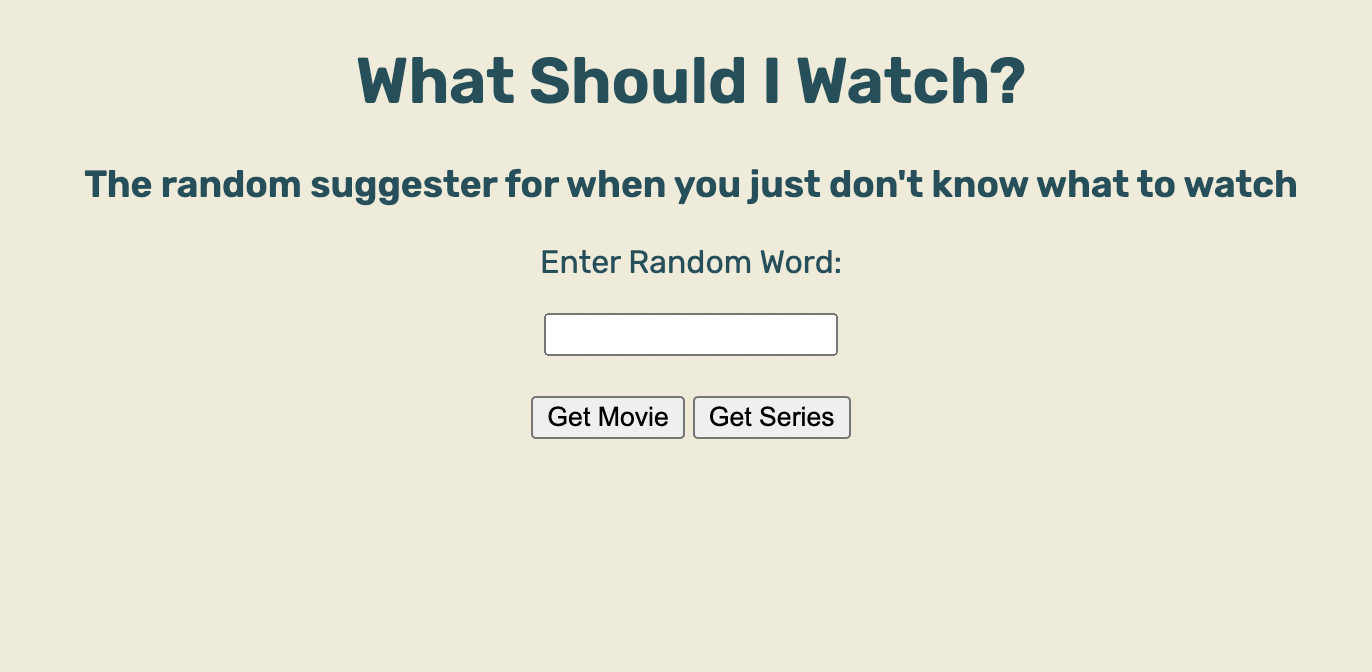 What Should I Watch?
The random suggester for when you just don't know what to watch
Enter Random Word:
Get Movie Get Series